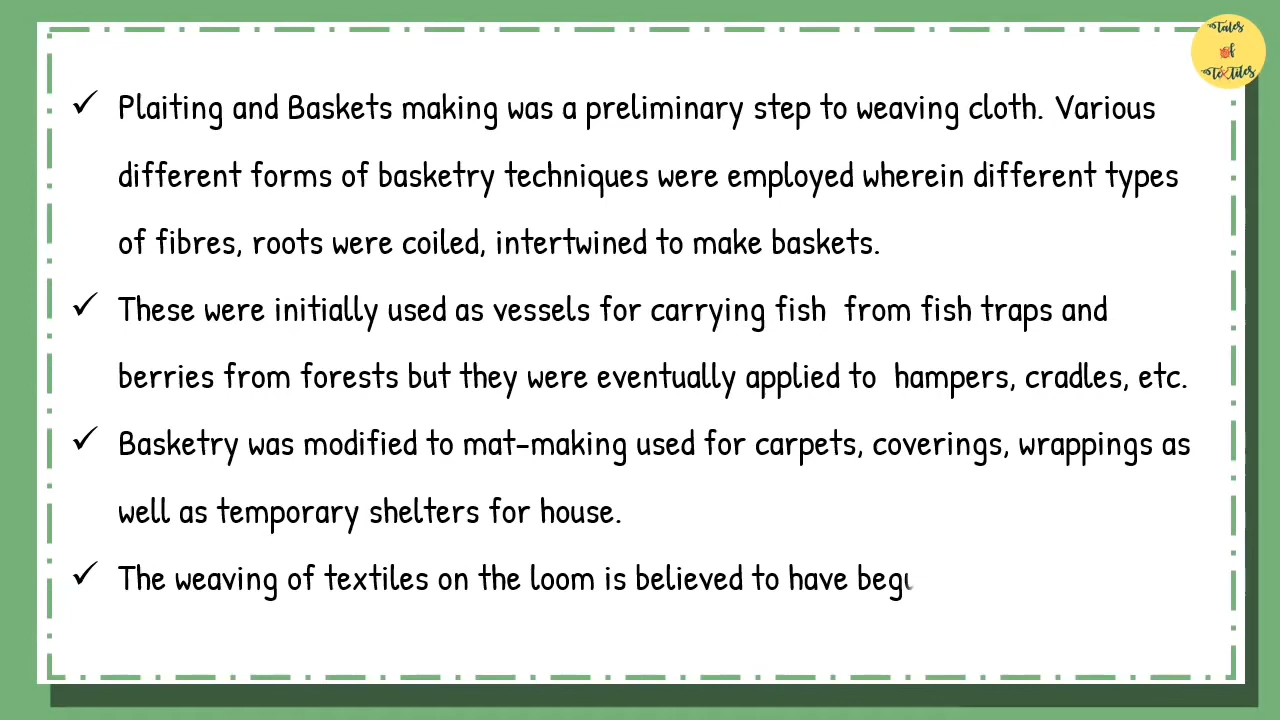 Tales
of
Textiles
✓ Plaiting and Baskets making was a preliminary step to weaving cloth. Various
different forms of basketry techniques were employed wherein different types
of fibres, roots were coiled, intertwined to make baskets.
✓ These were initially used as vessels for carrying fish  from fish traps and
berries from forests but they were eventually applied to  hampers, cradles, etc.
✓ Basketry was modified to mat-making used for carpets, coverings, wrappings as
well as temporary shelters for house.
✓ The weaving of textiles on the loom is believed to have beg